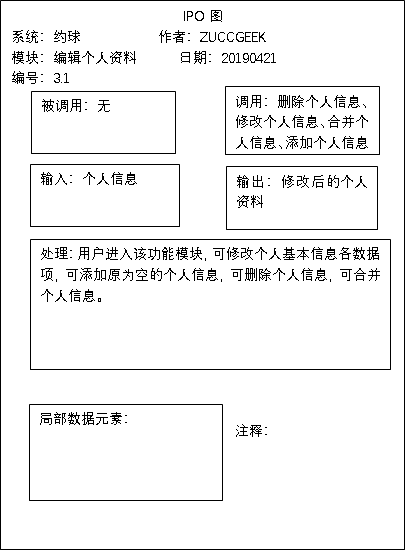 IPO 图
系统：约球 作者：ZUCCGEEK
模块：编辑个人资料 日期：20190421
编号：3.1
被调用：无
调用：删除个人信息、
修改个人信息、合并个
人信息、添加个人信息
输入：个人信息
输出：修改后的个人
资料
处理：用户进入该功能模块，可修改个人基本信息各数据
项，可添加原为空的个人信息，可删除个人信息，可合并
个人信息。
局部数据元素：
注释：